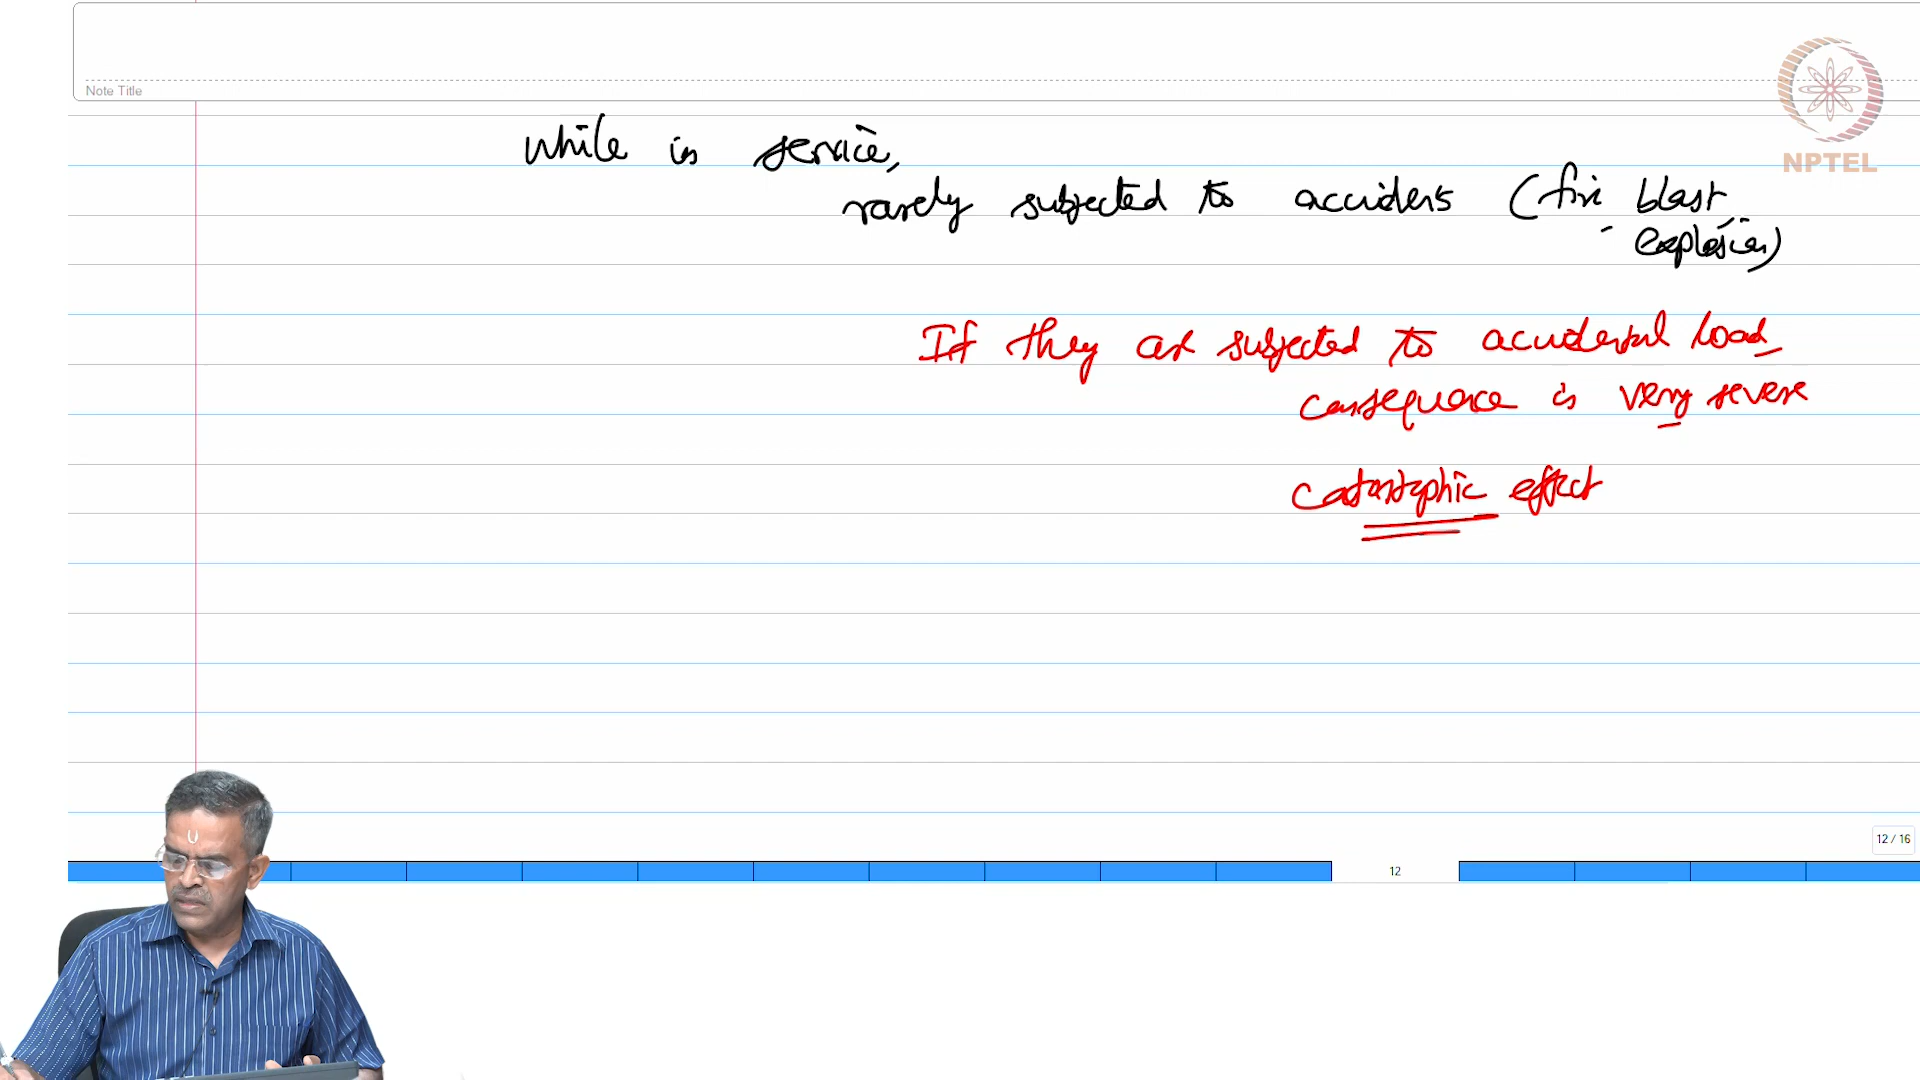 Note Title
NPTEL
while in service,
rarely subjected to accidents (fire blast,
explosion)
If they are subjected to accidental load,
consequence is very severe
catastrophic effect
12 / 16
12